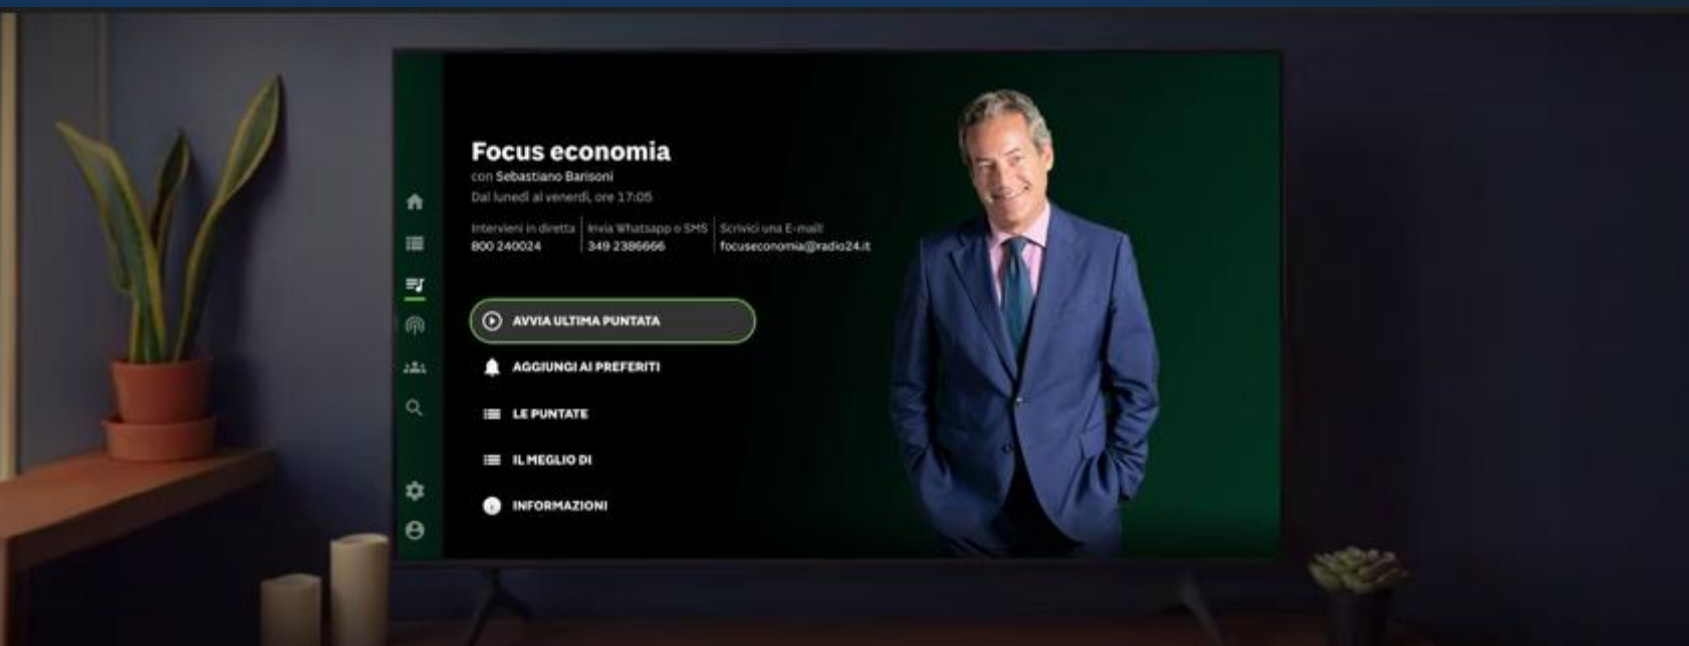 Focus economia
con Sebastiano Barisoni
Dal lunedì al venerdì, ore 17:05
Intervieni in diretta
800 240024
Invia Whatsapp o SMS
349 2386666
Scrivici una E-mail!
focuseconomia@radio24.it
AVVIA ULTIMA PUNTATA
AGGIUNGI AI PREFERITI
LE PUNTATE
IL MEGLIO DI
INFORMAZIONI